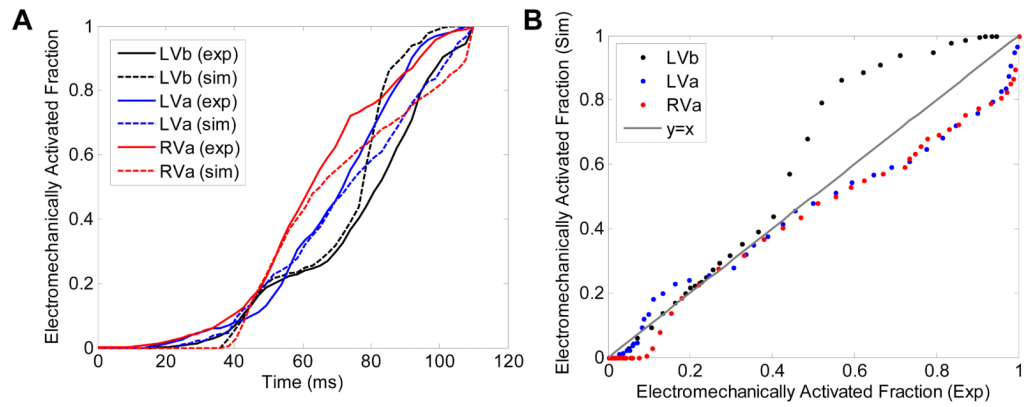 A
Electromechanically Activated Fraction
1
0.8
0.6
0.4
0.2
0
LVb (exp)
LVb (sim)
LVa (exp)
LVa (sim)
RVa (exp)
RVa (sim)
0 20 40 60 80 100 120
Time (ms)
B
Electromechanically Activated Fraction (Sim)
1
0.8
0.6
0.4
0.2
0
LVb
LVa
RVa
y=x
0 0.2 0.4 0.6 0.8 1
Electromechanically Activated Fraction (Exp)